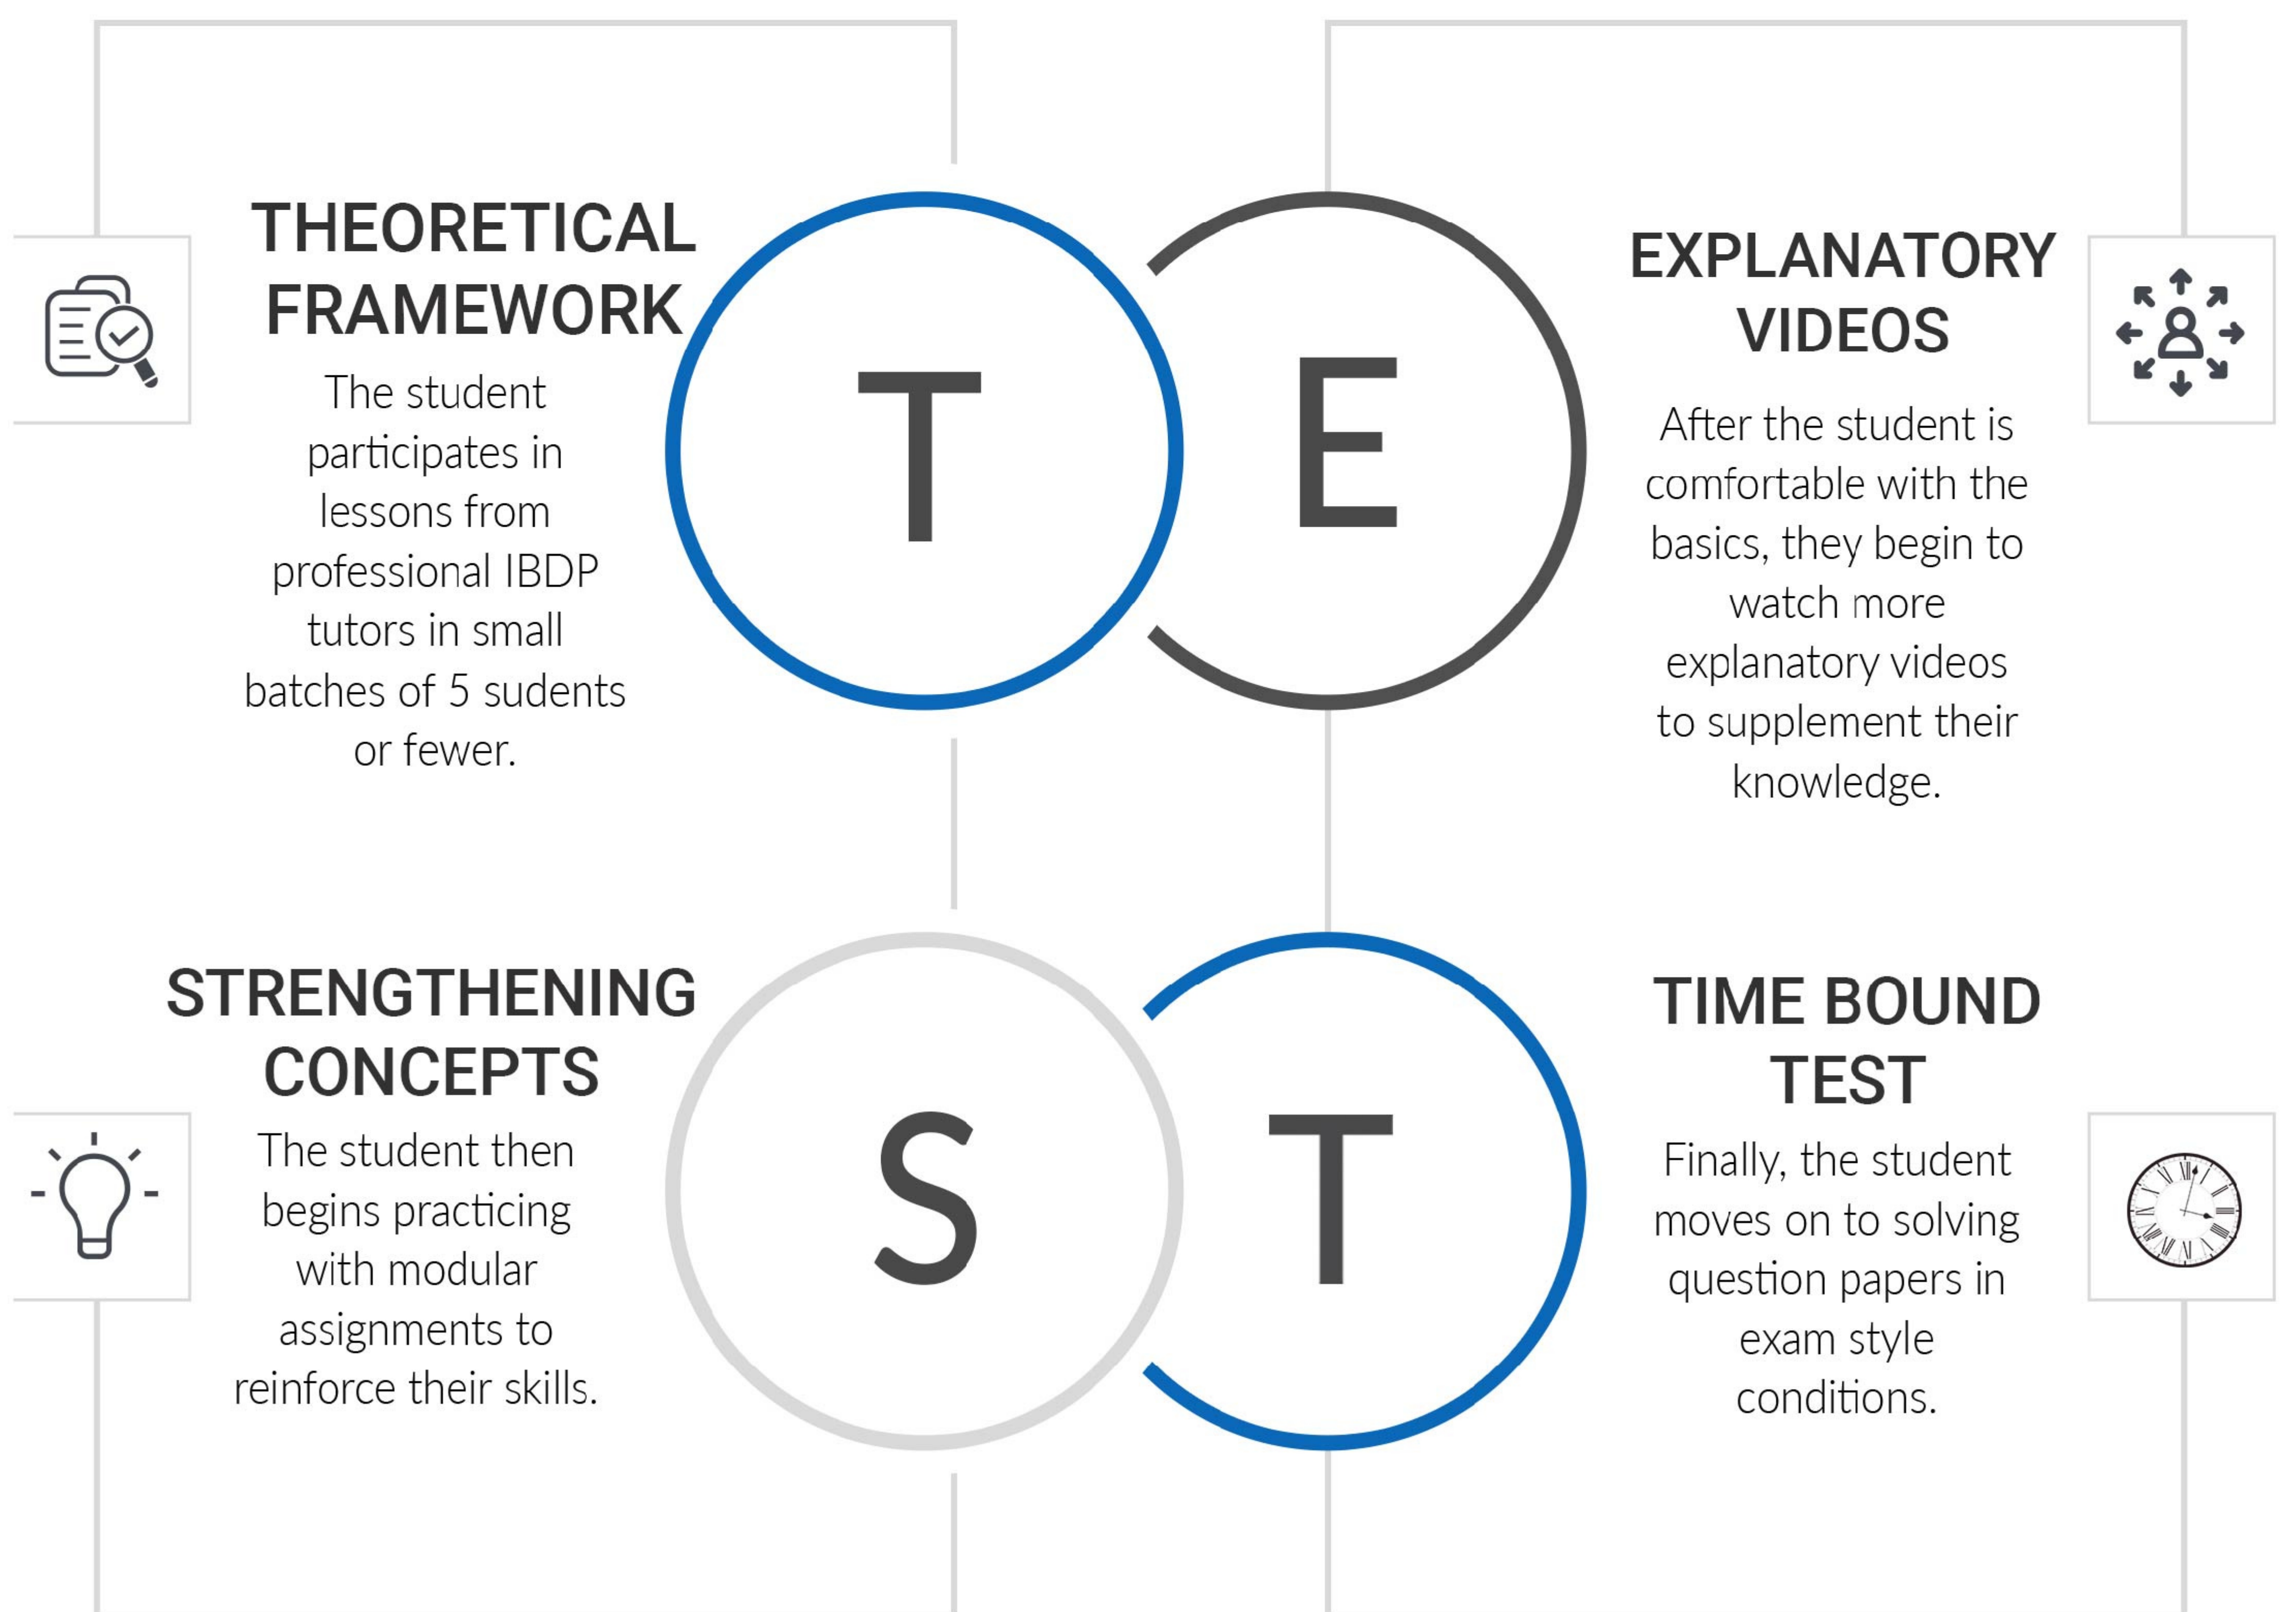 THEORETICAL
FRAMEWORK
The student
participates in
lessons from
professional IBDP
tutors in small
batches of 5 sudents
or fewer.
T
E
EXPLANATORY
VIDEOS
After the student is
comfortable with the
basics, they begin to
watch more
explanatory videos
to supplement their
knowledge.
STRENGTHENING
CONCEPTS
The student then
begins practicing
with modular
assignments to
reinforce their skills.
S
T
TIME BOUND
TEST
Finally, the student
moves on to solving
question papers in
exam style
conditions.